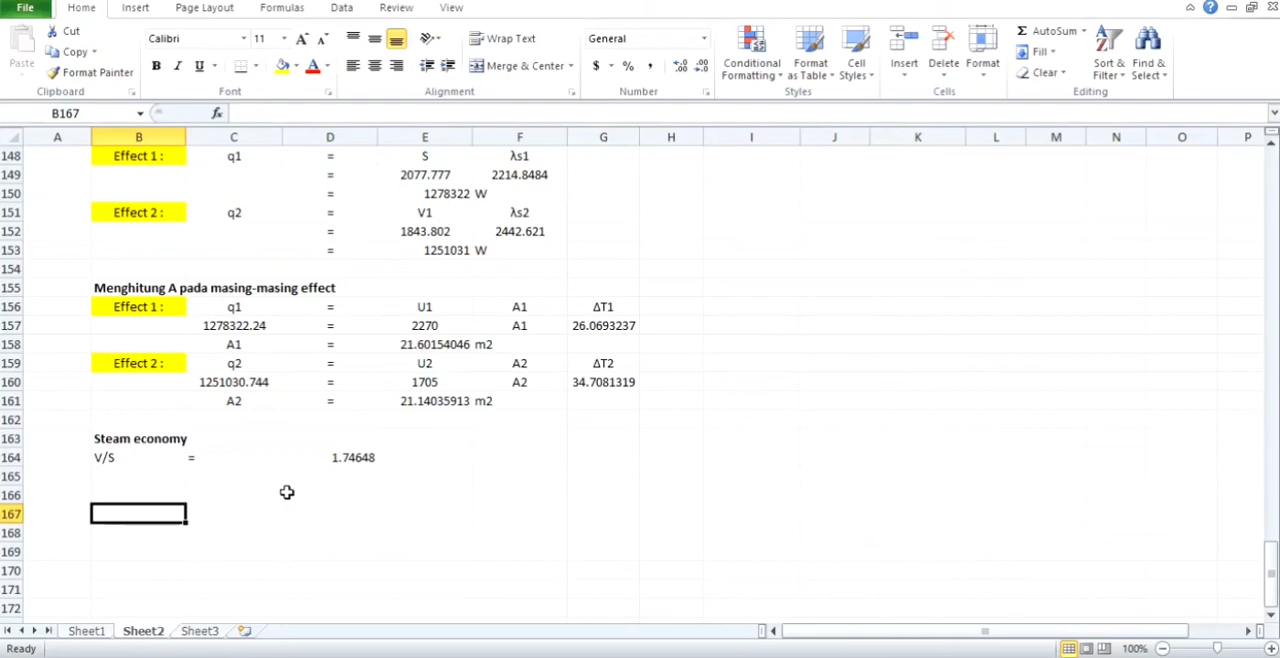 File Home Insert Page Layout Formulas Data Review View
Cut
Copy
Format Painter
Paste
Clipboard
Calibri 11
B I U
Font
Wrap Text
Merge & Center
Alignment
General
$ % ,
Number
Conditional Formatting
Format as Table
Cell Styles
Styles
Insert Delete Format
Cells
Σ AutoSum
Fill
Clear
Sort & Filter
Find & Select
Editing
B167 fx
A B C D E F G H I J K L M N O P
148 Effect 1 : q1 = S λs1
149 = 2077.777 2214.8484
150 = 1278322 W
151 Effect 2 : q2 = V1 λs2
152 = 1843.802 2442.621
153 = 1251031 W
154
155 Menghitung A pada masing-masing effect
156 Effect 1 : q1 = U1 A1 ΔT1
157 1278322.24 = 2270 A1 26.0693237
158 A1 = 21.60154046 m2
159 Effect 2 : q2 = U2 A2 ΔT2
160 1251030.744 = 1705 A2 34.7081319
161 A2 = 21.14035913 m2
162
163 Steam economy
164 V/S = 1.74648
165
166
167
168
169
170
171
172
Sheet1 Sheet2 Sheet3
Ready 100%